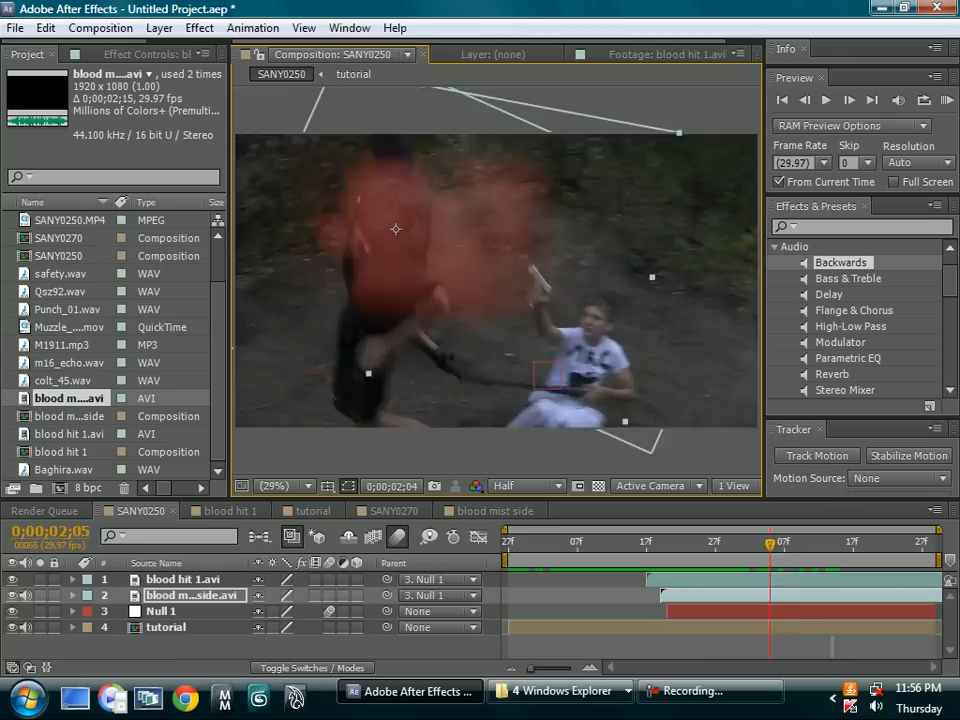 Adobe After Effects - Untitled Project.aep *
File Edit Composition Layer Effect Animation View Window Help
Project Effect Controls: bl Composition: SANY0250 Layer: (none) Footage: blood hit 1.avi Info
SANY0250 tutorial
blood m....avi , used 2 times
1920 x 1080 (1.00)
Δ 0;00;02;15, 29.97 fps
Millions of Colors+ (Premulti...
44.100 kHz / 16 bit U / Stereo
Name Type Size
SANY0250.MP4 MPEG
SANY0270 Composition
SANY0250 Composition
safety.wav WAV
Qsz92.wav WAV
Punch_01.wav WAV
Muzzle_....mov QuickTime
M1911.mp3 MP3
m16_echo.wav WAV
colt_45.wav WAV
blood m....avi AVI
blood m...side Composition
blood hit 1.avi AVI
blood hit 1 Composition
Baghira.wav WAV
8 bpc
(29%) 0;00;02;04 Half Active Camera 1 View
Preview
RAM Preview Options
Frame Rate Skip Resolution
(29.97) 0 Auto
From Current Time Full Screen
Effects & Presets
Audio
Backwards
Bass & Treble
Delay
Flange & Chorus
High-Low Pass
Modulator
Parametric EQ
Reverb
Stereo Mixer
Tracker
Track Motion Stabilize Motion
Motion Source: None
Render Queue SANY0250 blood hit 1 tutorial SANY0270 blood mist side
0;00;02;05
00065 (29.97 fps)
27f 07f 17f 27f 07f 17f 27f
# Source Name Parent
1 blood hit 1.avi 3. Null 1
2 blood m...side.avi 3. Null 1
3 Null 1 None
4 tutorial None
Toggle Switches / Modes
Adobe After Effects ... 4 Windows Explorer Recording...
11:56 PM
Thursday